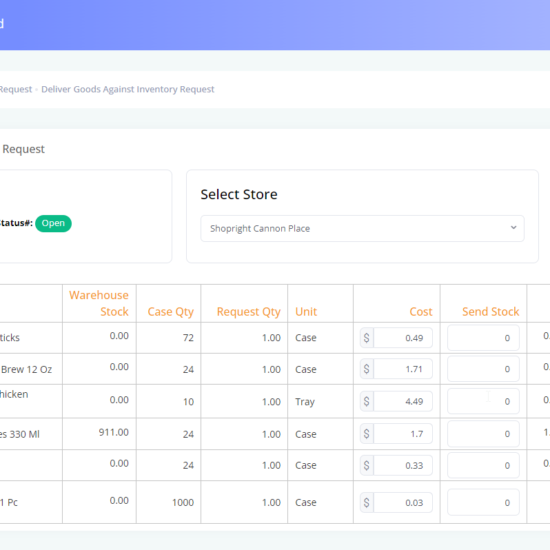 d
Request - Deliver Goods Against Inventory Request
Request
Status#: Open
Select Store
Shopright Cannon Place
Warehouse Stock Case Qty Request Qty Unit Cost Send Stock
ticks 0.00 72 1.00 Case $ 0.49 0 0.
Brew 12 Oz 0.00 24 1.00 Case $ 1.71 0 0.
hicken 0.00 10 1.00 Tray $ 4.49 0 0.
es 330 Ml 911.00 24 1.00 Case $ 1.7 0 1.
0.00 24 1.00 Case $ 0.33 0 0.
1 Pc 0.00 1000 1.00 Case $ 0.03 0